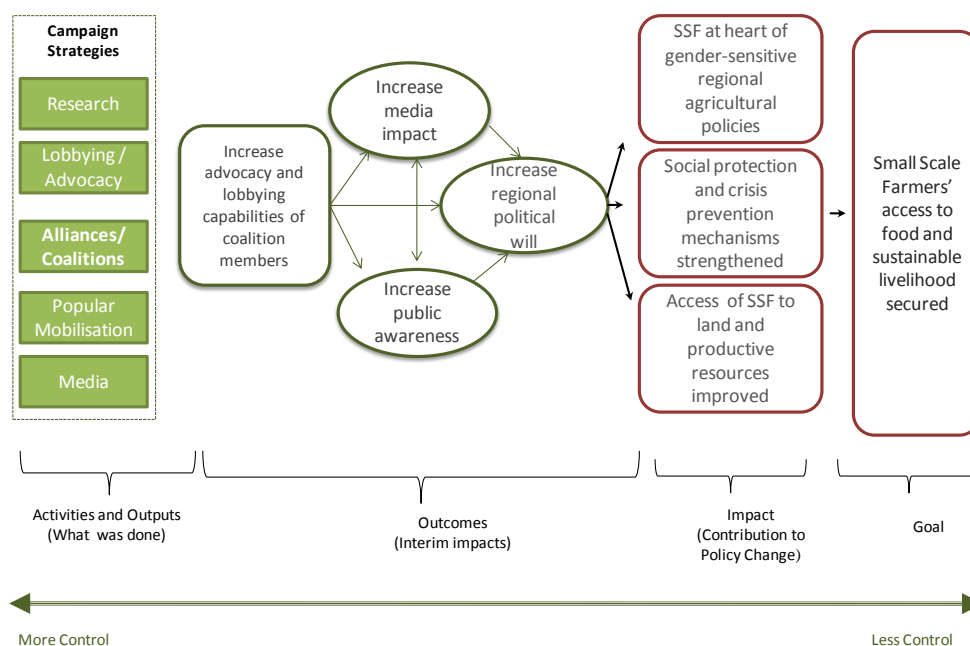 Campaign
Strategies
Research
Lobbying /
Advocacy
Alliances/
Coalitions
Popular
Mobilisation
Media
Increase
advocacy and
lobbying
capabilities of
coalition
members
Increase
media
impact
Increase
public
awareness
Increase
regional
political
will
SSF at heart of
gender-sensitive
regional
agricultural
policies
Social protection
and crisis
prevention
mechanisms
strengthened
Access of SSF to
land and
productive
resources
improved
Small Scale
Farmers'
access to
food and
sustainable
livelihood
secured
Activities and Outputs
(What was done)
Outcomes
(Interim impacts)
Impact
(Contribution to
Policy Change)
Goal
More Control
Less Control